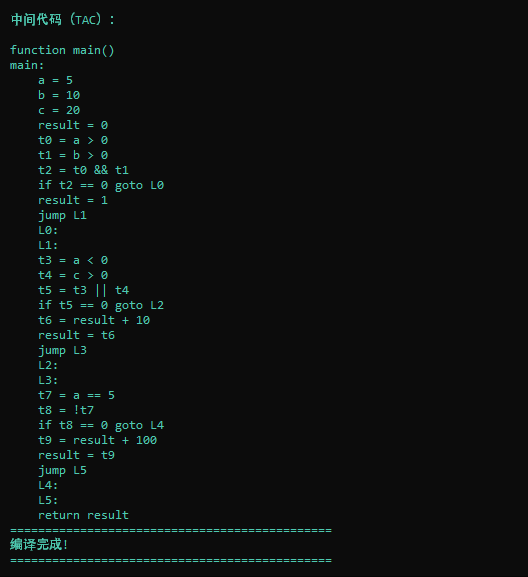 中间代码（TAC）：
function main()
main:
a = 5
b = 10
c = 20
result = 0
t0 = a > 0
t1 = b > 0
t2 = t0 && t1
if t2 == 0 goto L0
result = 1
jump L1
L0:
L1:
t3 = a < 0
t4 = c > 0
t5 = t3 || t4
if t5 == 0 goto L2
t6 = result + 10
result = t6
jump L3
L2:
L3:
t7 = a == 5
t8 = !t7
if t8 == 0 goto L4
t9 = result + 100
result = t9
jump L5
L4:
L5:
return result
==============================================
编译完成!
==============================================